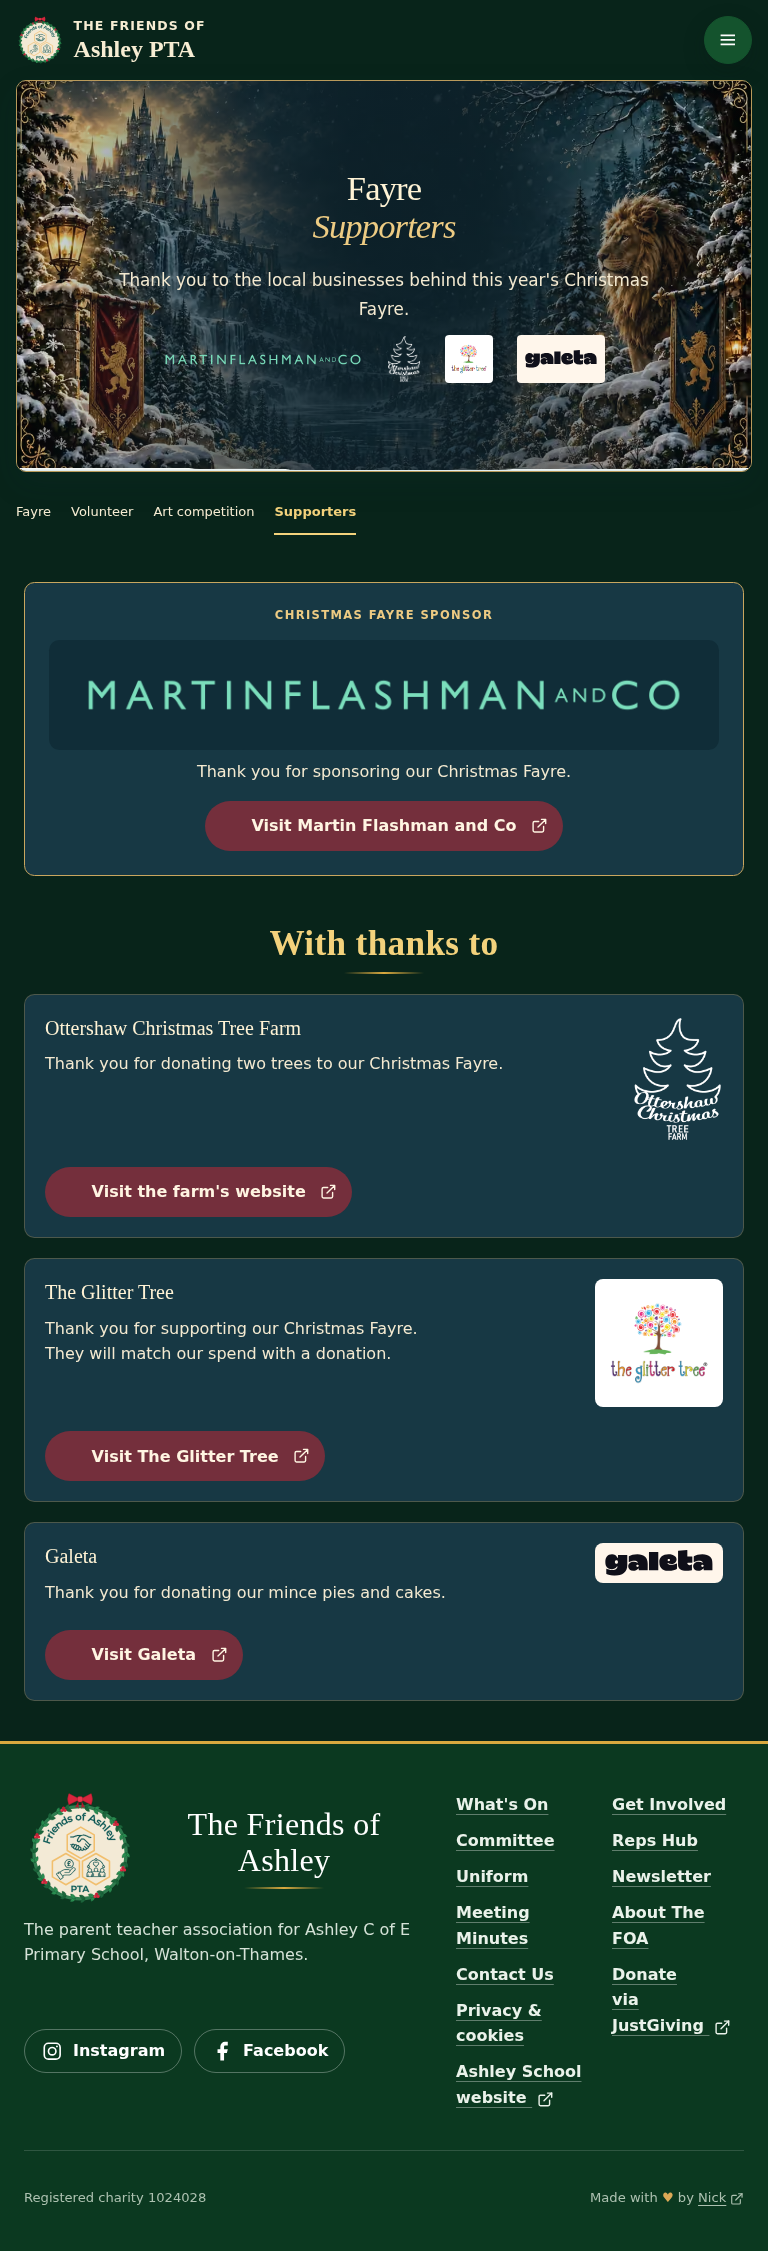 THE FRIENDS OF
Ashley PTA
Fayre
Supporters
Thank you to the local businesses behind this year's Christmas
Fayre.
MARTINFLASHMANANDCO
Ottershaw
Christmas
TREE
FARM
the glitter tree
galeta
Fayre
Volunteer
Art competition
Supporters
CHRISTMAS FAYRE SPONSOR
MARTINFLASHMANANDCO
Thank you for sponsoring our Christmas Fayre.
Visit Martin Flashman and Co
With thanks to
Ottershaw Christmas Tree Farm
Thank you for donating two trees to our Christmas Fayre.
Ottershaw
Christmas
TREE
FARM
Visit the farm's website
The Glitter Tree
Thank you for supporting our Christmas Fayre.
They will match our spend with a donation.
the glitter tree®
Visit The Glitter Tree
Galeta
galeta
Thank you for donating our mince pies and cakes.
Visit Galeta
Friends of Ashley
PTA
The Friends of
Ashley
The parent teacher association for Ashley C of E
Primary School, Walton-on-Thames.
Instagram
Facebook
What's On
Committee
Uniform
Meeting
Minutes
Contact Us
Privacy &
cookies
Ashley School
website
Get Involved
Reps Hub
Newsletter
About The
FOA
Donate
via
JustGiving
Registered charity 1024028
Made with ♥ by Nick